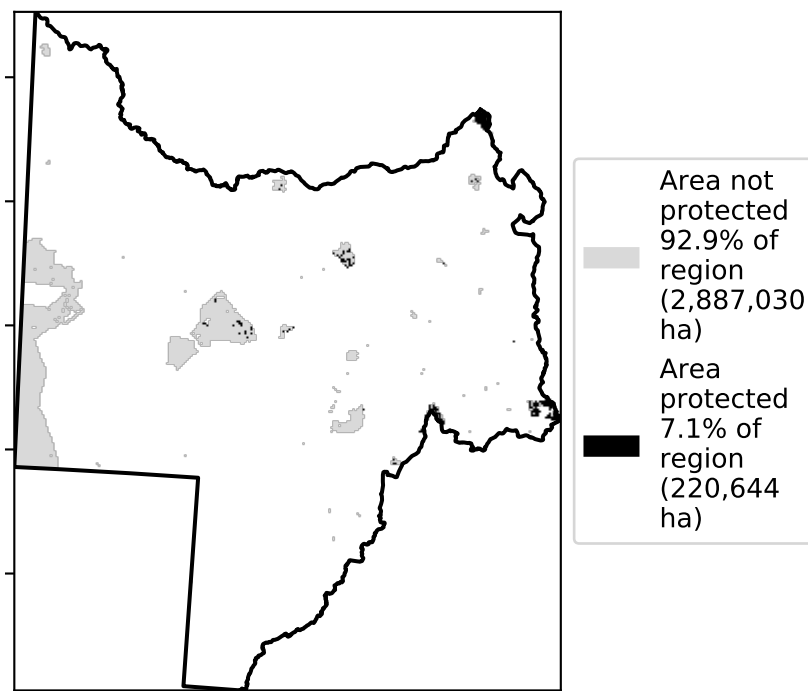 Area not
protected
92.9% of
region
(2,887,030
ha)
Area
protected
7.1% of
region
(220,644
ha)